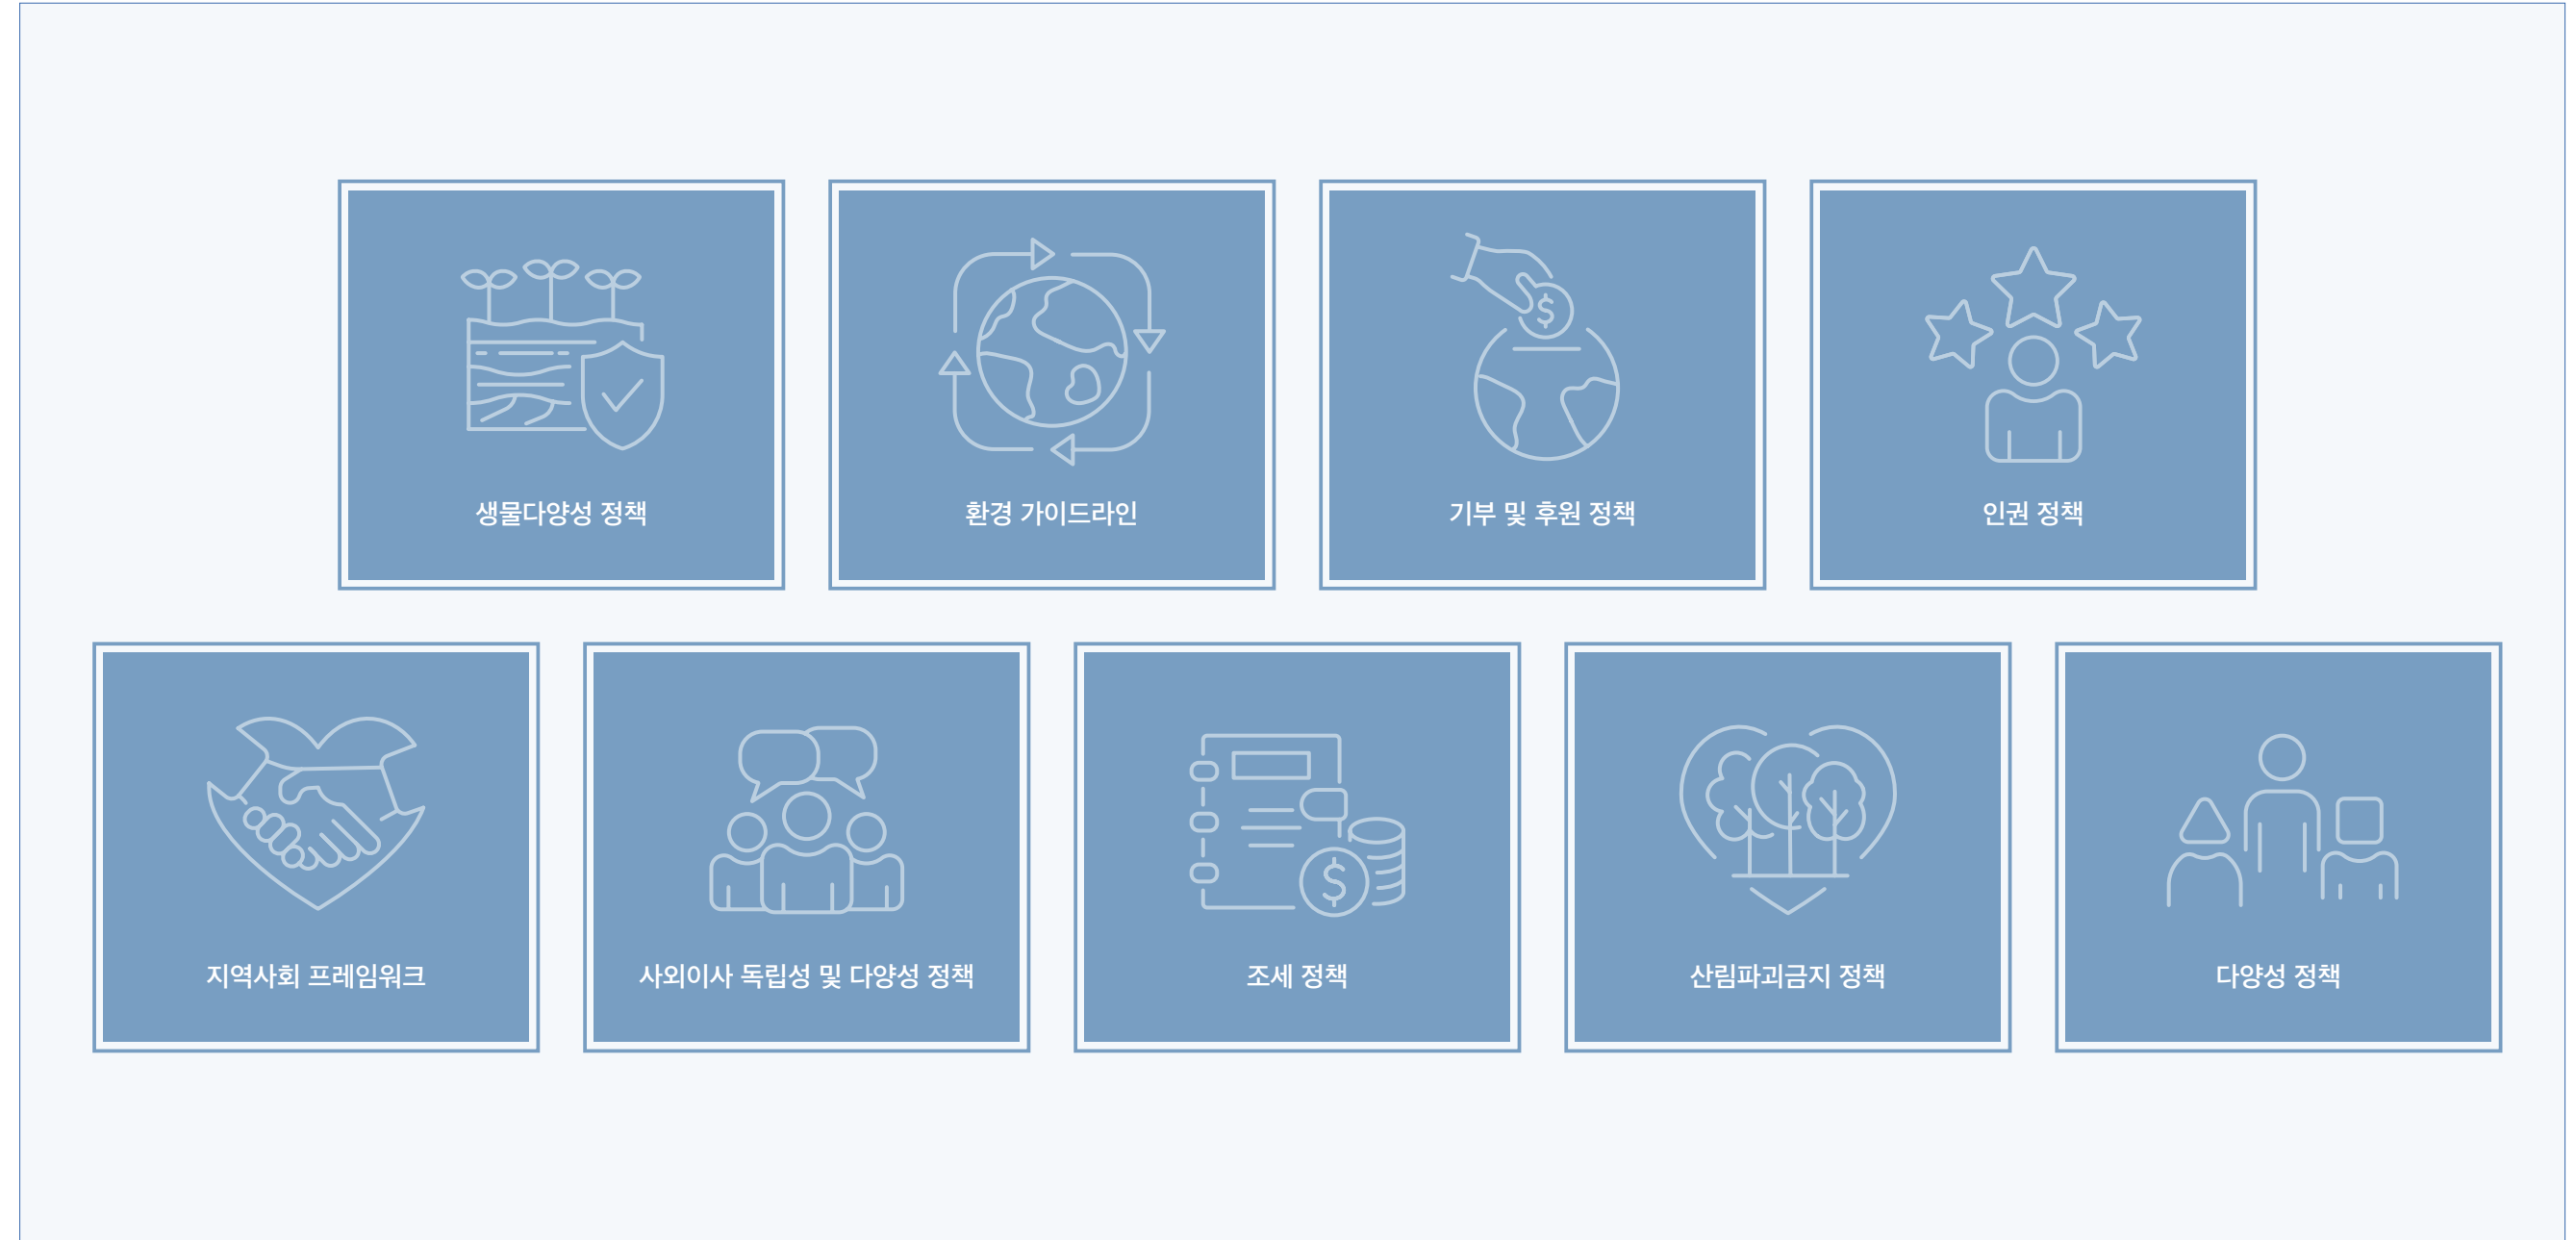 생물다양성 정책
환경 가이드라인
기부 및 후원 정책
인권 정책
지역사회 프레임워크
사외이사 독립성 및 다양성 정책
조세 정책
산림파괴금지 정책
다양성 정책